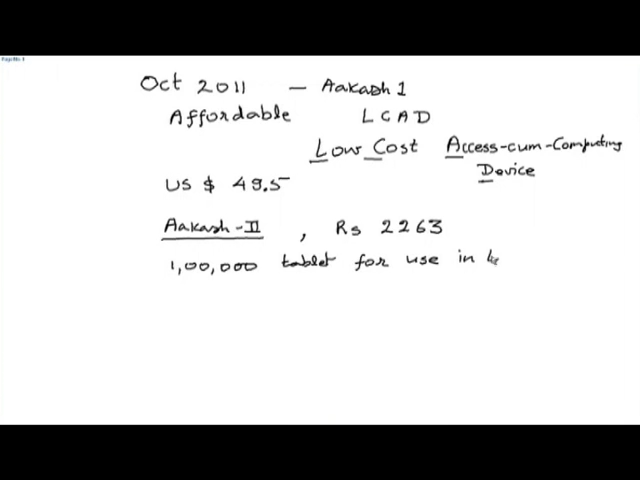 Oct 2011 — Aakash 1
Affordable LCAD
Low Cost Access-cum-Computing
Device
US $ 49.5
Aakash-II , Rs 2263
1,00,000 tablet for use in